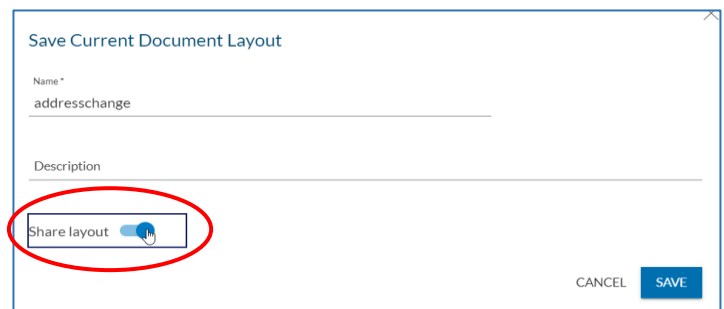 Save Current Document Layout
Name *
addresschange
Description
Share layout
CANCEL SAVE